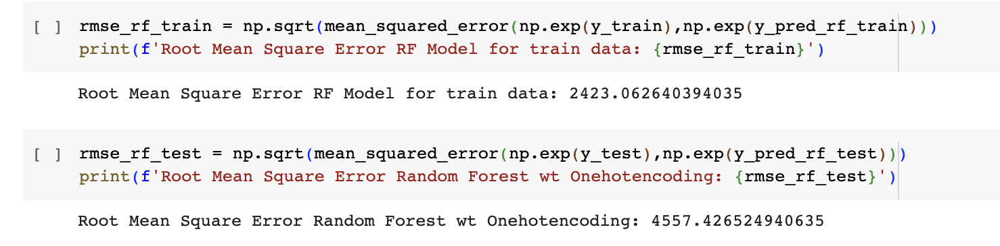 [ ] rmse_rf_train = np.sqrt(mean_squared_error(np.exp(y_train),np.exp(y_pred_rf_train)))
print(f'Root Mean Square Error RF Model for train data: {rmse_rf_train}')
Root Mean Square Error RF Model for train data: 2423.062640394035
[ ] rmse_rf_test = np.sqrt(mean_squared_error(np.exp(y_test),np.exp(y_pred_rf_test)))
print(f'Root Mean Square Error Random Forest wt Onehotencoding: {rmse_rf_test}')
Root Mean Square Error Random Forest wt Onehotencoding: 4557.426524940635